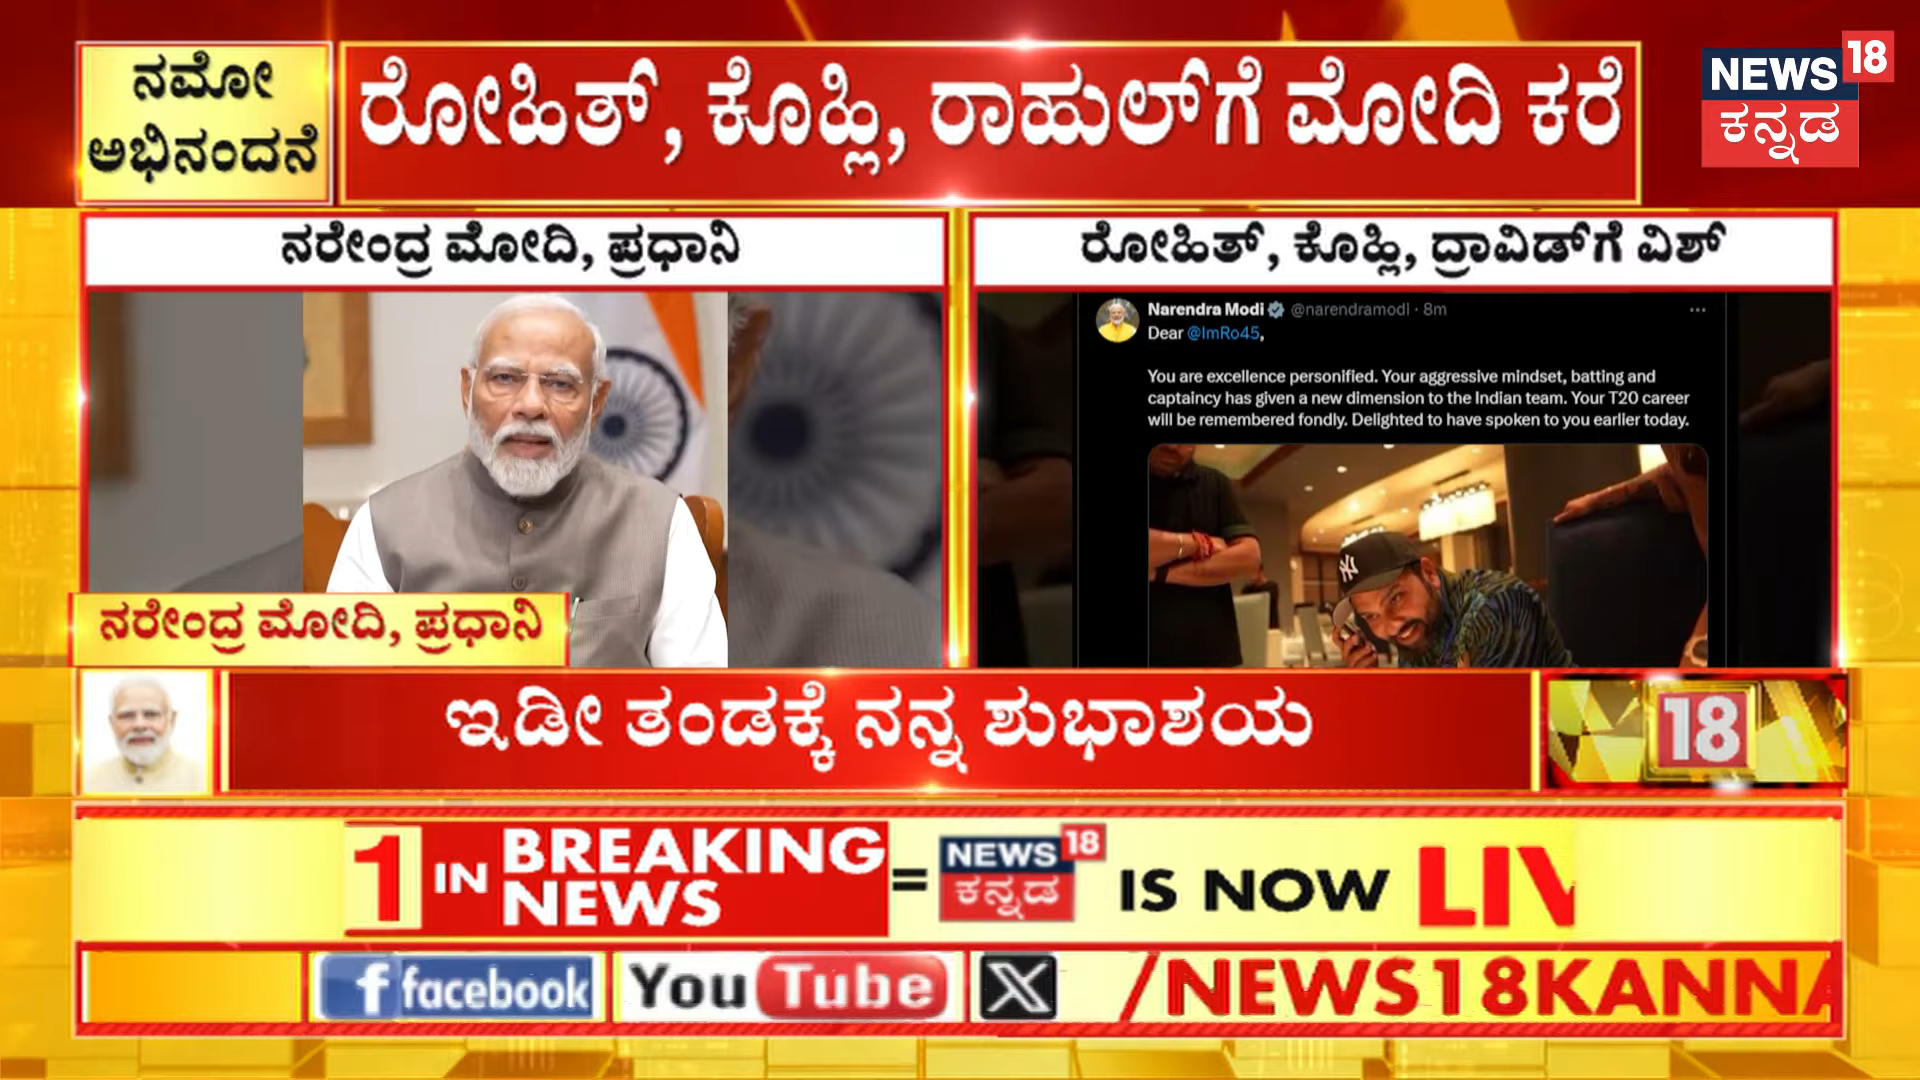 ನಮೋ
ಅಭಿನಂದನೆ
ರೋಹಿತ್, ಕೊಹ್ಲಿ, ರಾಹುಲ್‌ಗೆ ಮೋದಿ ಕರೆ
NEWS 18
ಕನ್ನಡ
ನರೇಂದ್ರ ಮೋದಿ, ಪ್ರಧಾನಿ
ರೋಹಿತ್, ಕೊಹ್ಲಿ, ದ್ರಾವಿಡ್‌ಗೆ ವಿಶ್
Narendra Modi @narendramodi · 8m
Dear @ImRo45,
You are excellence personified. Your aggressive mindset, batting and
captaincy has given a new dimension to the Indian team. Your T20 career
will be remembered fondly. Delighted to have spoken to you earlier today.
NY
ನರೇಂದ್ರ ಮೋದಿ, ಪ್ರಧಾನಿ
ಇಡೀ ತಂಡಕ್ಕೆ ನನ್ನ ಶುಭಾಶಯ
18
1 IN BREAKING NEWS = NEWS 18 ಕನ್ನಡ IS NOW LIV
f facebook YouTube X /NEWS18KANNA